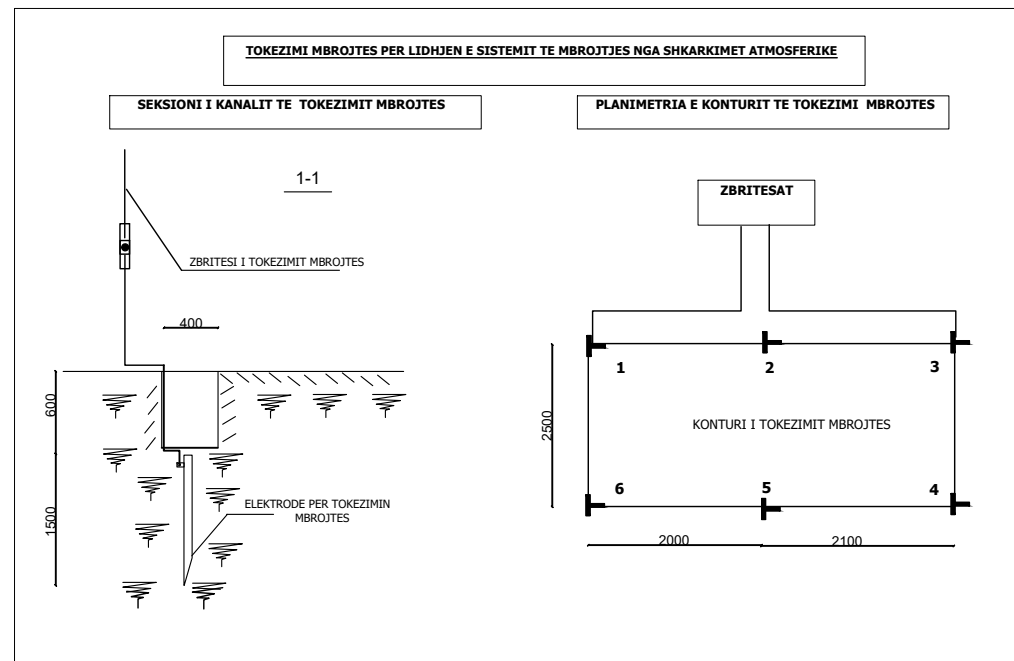 TOKEZIMI MBROJTES PER LIDHJEN E SISTEMIT TE MBROJTJES NGA SHKARKIMET ATMOSFERIKE
SEKSIONI I KANALIT TE TOKEZIMIT MBROJTES
1-1
ZBRITESI I TOKEZIMIT MBROJTES
400
600
1500
ELEKTRODE PER TOKEZIMIN
MBROJTES
PLANIMETRIA E KONTURIT TE TOKEZIMI MBROJTES
ZBRITESAT
1
2
3
2500
KONTURI I TOKEZIMIT MBROJTES
6
5
4
2000
2100